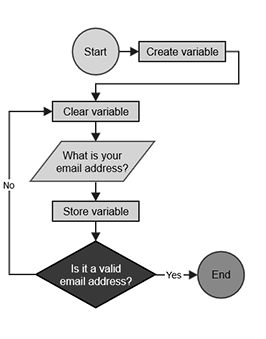 Start
Create variable
Clear variable
What is your
email address?
No
Store variable
Is it a valid
email address?
Yes
End